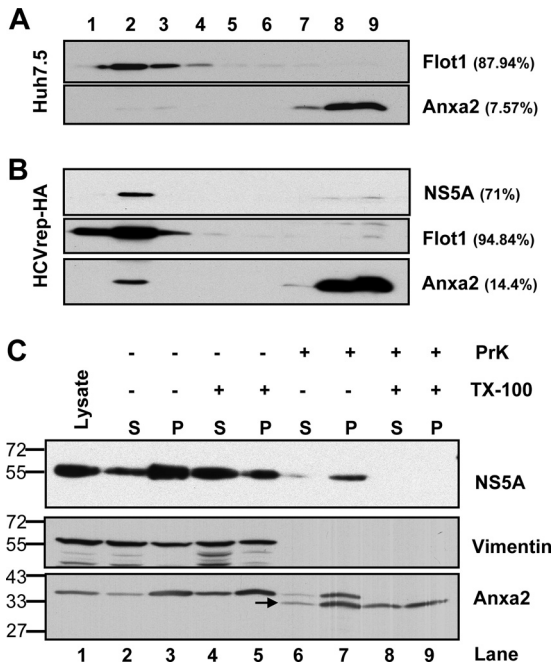 A
1 2 3 4 5 6 7 8 9
Huh7.5
Flot1 (87.94%)
Anxa2 (7.57%)
B
HCVrep-HA
NS5A (71%)
Flot1 (94.84%)
Anxa2 (14.4%)
C
- - - - + + + + PrK
- - + + - - + + TX-100
Lysate S P S P S P S P
72
55
NS5A
72
55
Vimentin
43
33
27
Anxa2
1 2 3 4 5 6 7 8 9 Lane